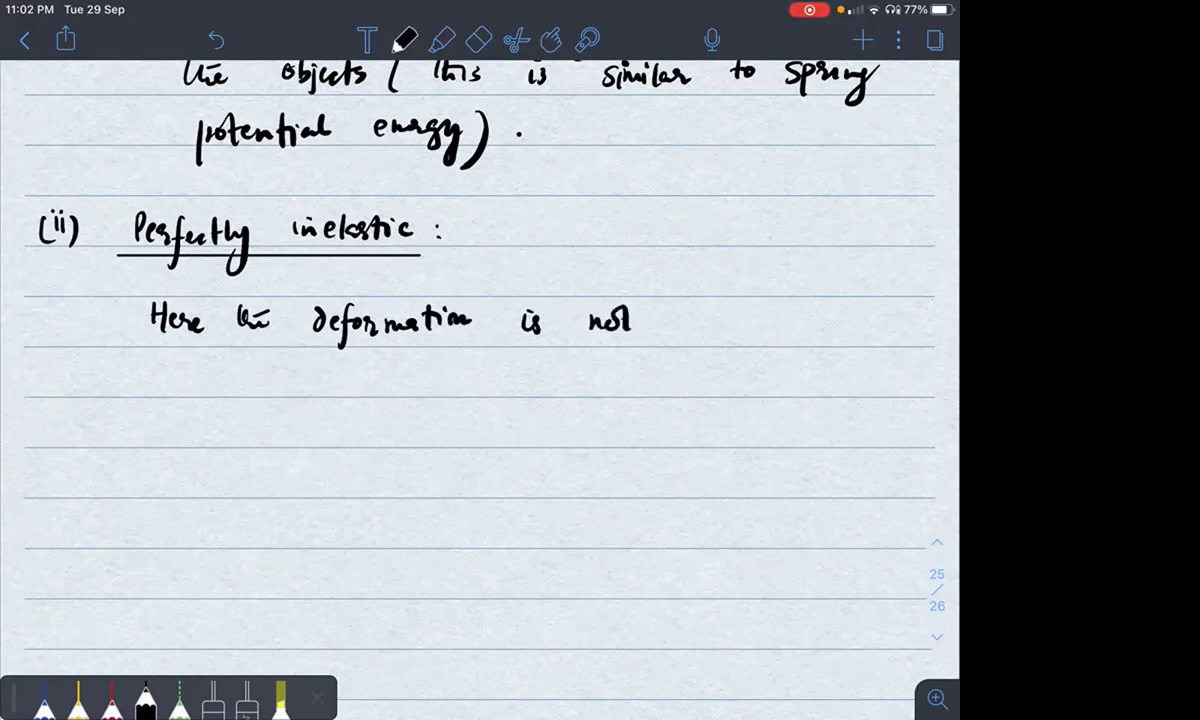 11:02 PM Tue 29 Sep 77%
the objects ( this is similar to spring
potential energy) .
(ii) Perfectly inelastic :
Here the deformation is not
25
/
26